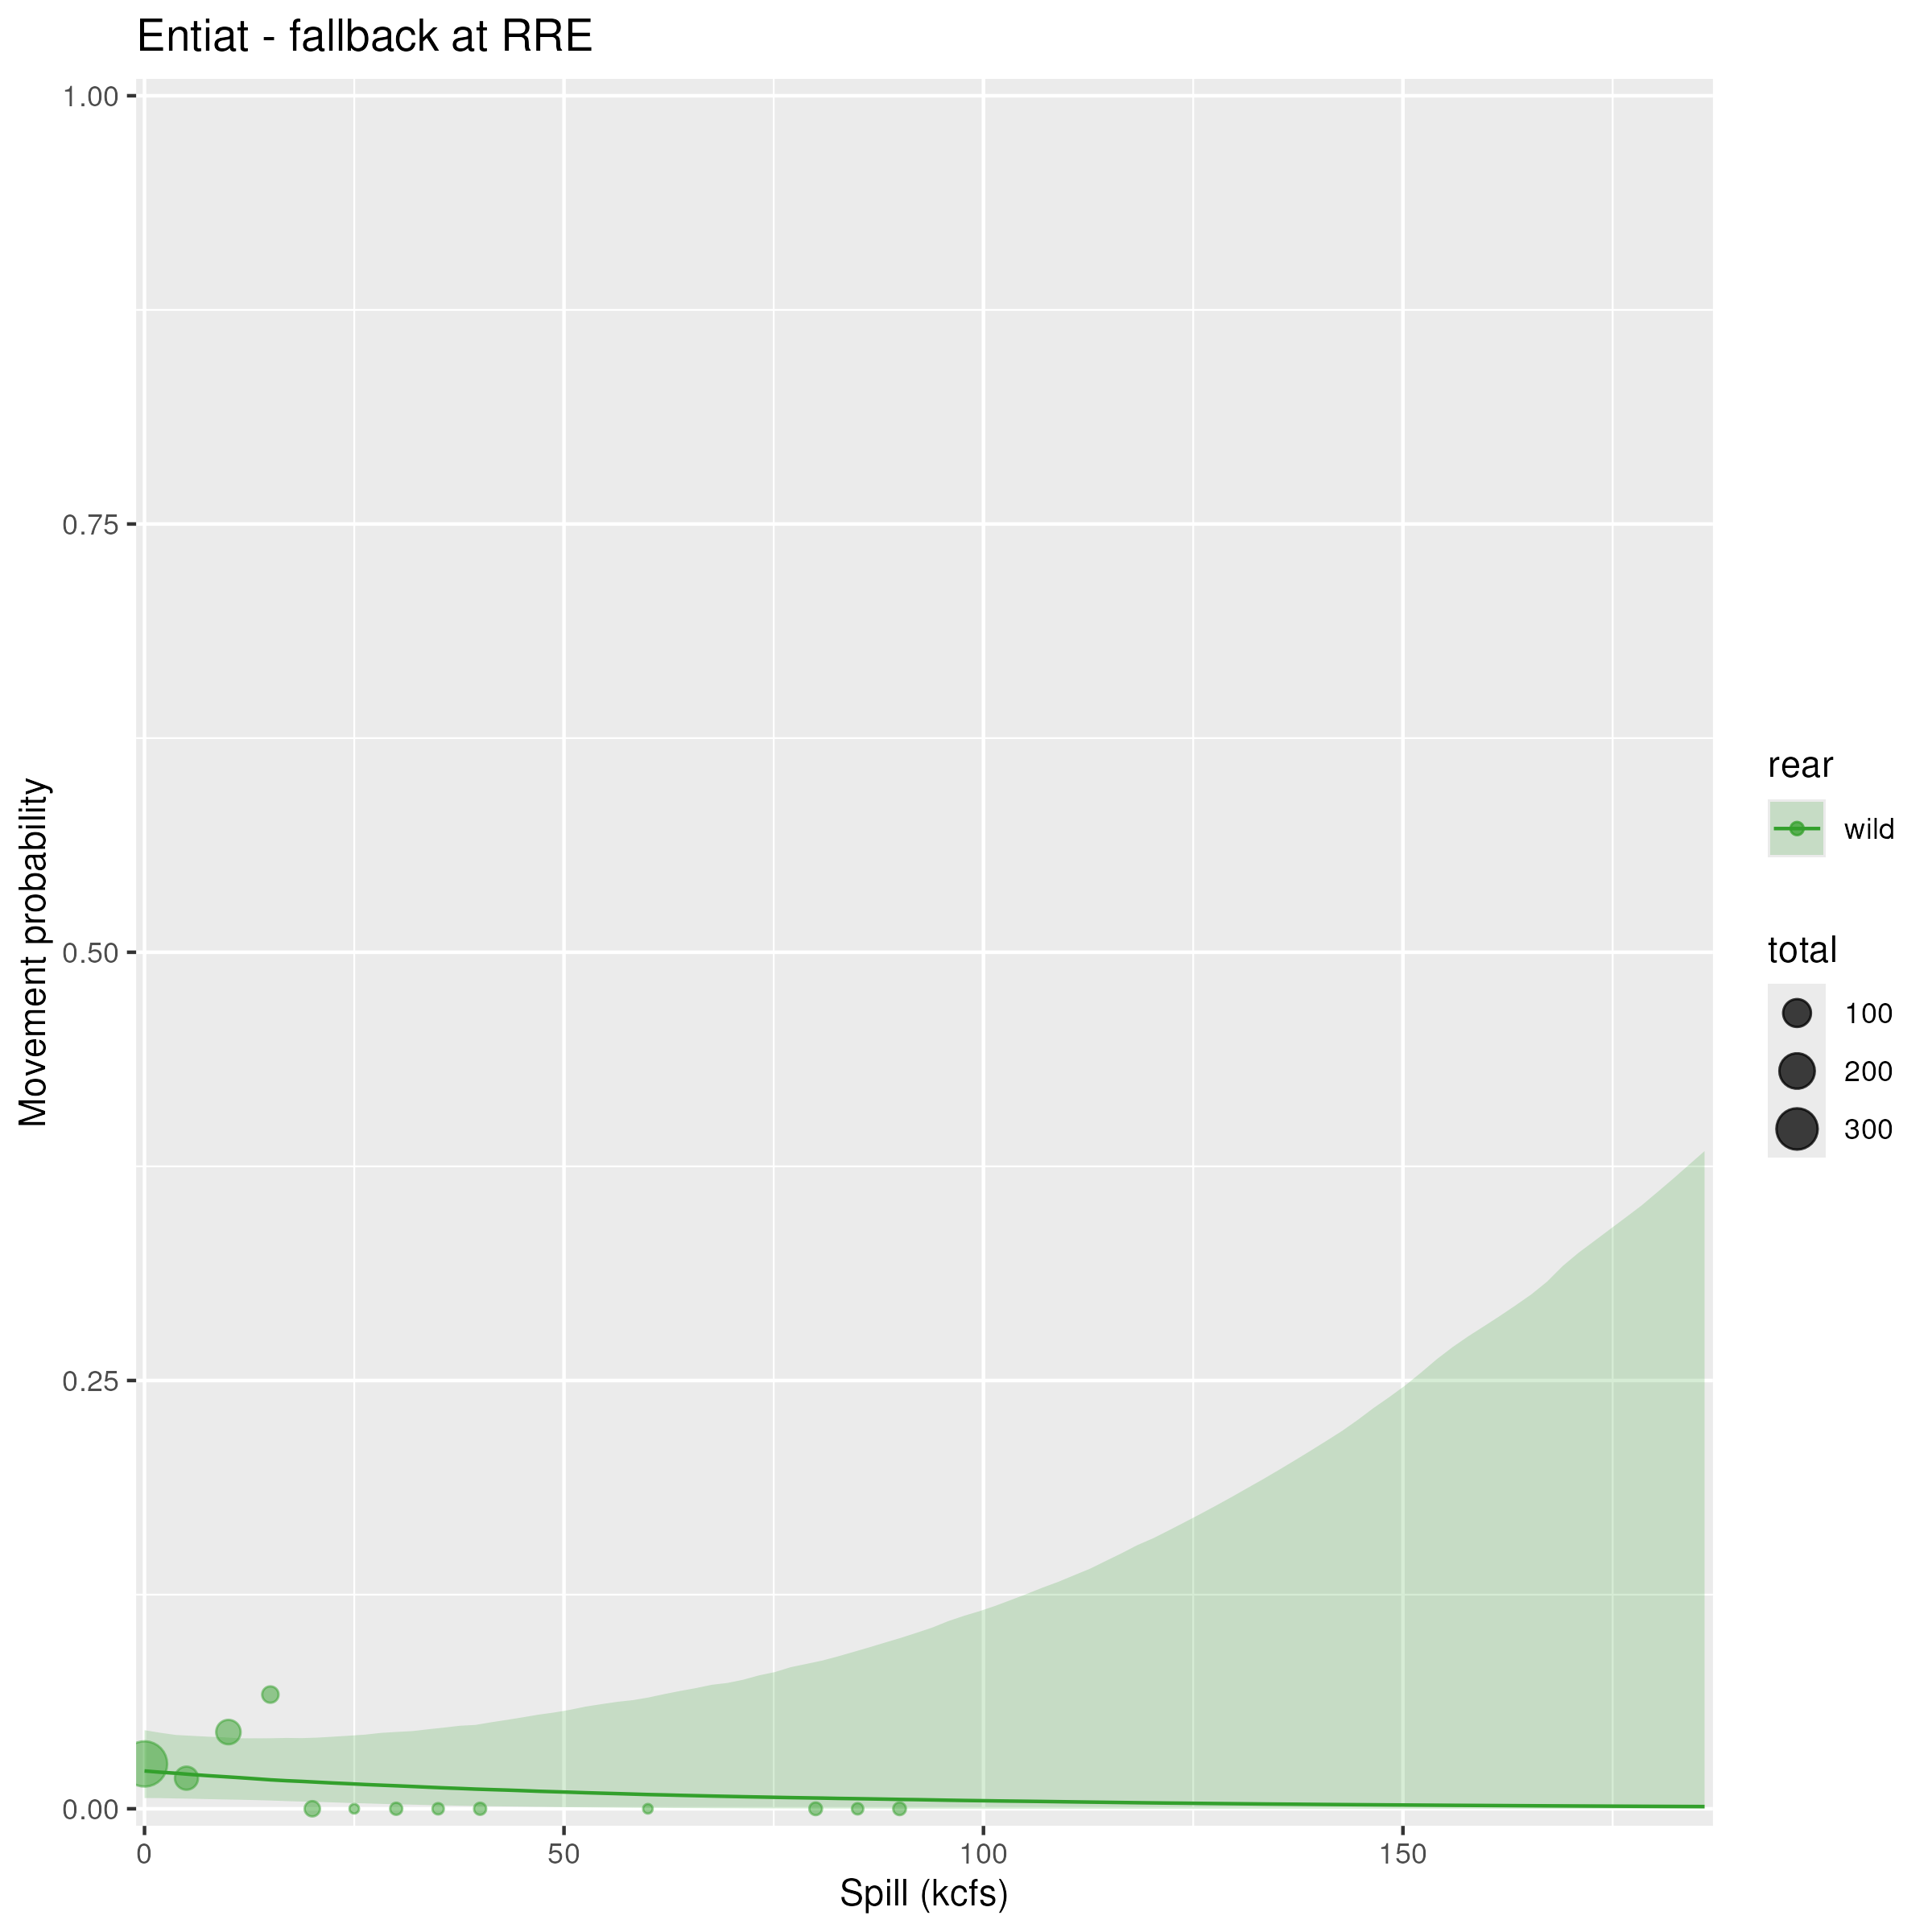 Entiat - fallback at RRE
Movement probability
1.00
0.75
0.50
0.25
0.00
0
50
100
150
Spill (kcfs)
rear
wild
total
100
200
300